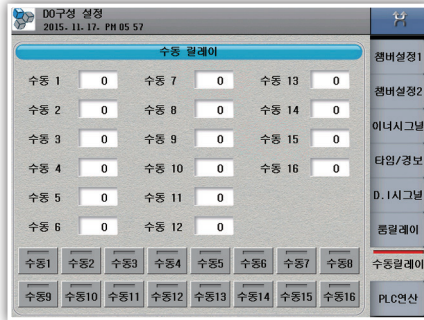 DO구성 설정
2015. 11. 17. PM 05 57
수동 릴레이
수동 1 0 수동 7 0 수동 13 0
수동 2 0 수동 8 0 수동 14 0
수동 3 0 수동 9 0 수동 15 0
수동 4 0 수동 10 0 수동 16 0
수동 5 0 수동 11 0
수동 6 0 수동 12 0
수동1 수동2 수동3 수동4 수동5 수동6 수동7 수동8
수동9 수동10 수동11 수동12 수동13 수동14 수동15 수동16
챔버설정1
챔버설정2
이너시그널
타임/경보
D.I시그널
룸릴레이
수동릴레이
PLC연산